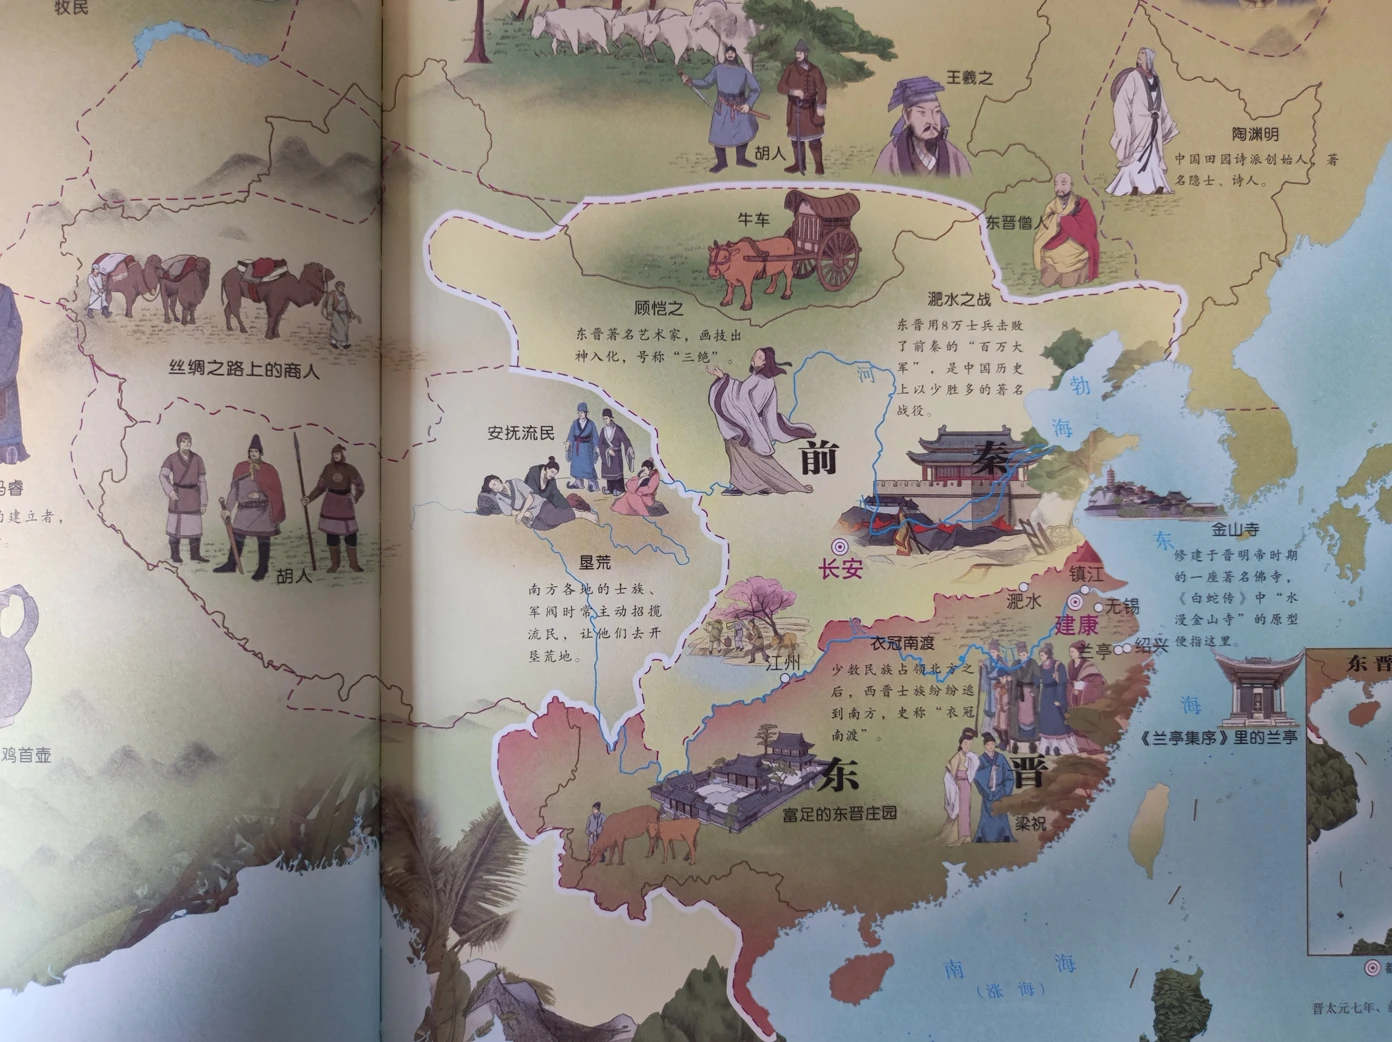 牧民
王羲之
胡人
陶渊明
中国田园诗派创始人，著
名隐士、诗人。
东晋僧人
牛车
顾恺之
东晋著名艺术家，画技出
神入化，号称“三绝”。
淝水之战
东晋用8万士兵击败
了前秦的“百万大
军”，是中国历史
上以少胜多的著名
战役。
丝绸之路上的商人
河
勃
海
安抚流民
前
秦
胡人
睿
建立者，
金山寺
修建于晋明帝时期
的一座著名佛寺，
《白蛇传》中“水
漫金山寺”的原型
便指这里。
东
海
长安
垦荒
南方各地的士族、
军阀时常主动招揽
流民，让他们去开
垦荒地。
镇江
淝水
无锡
建康
兰亭
绍兴
江州
衣冠南渡
少数民族占领北方之
后，西晋士族纷纷逃
到南方，史称“衣冠
南渡”。
《兰亭集序》里的兰亭
东晋
鸡首壶
东
晋
富足的东晋庄园
梁祝
南
海
（涨海）
晋太元七年、